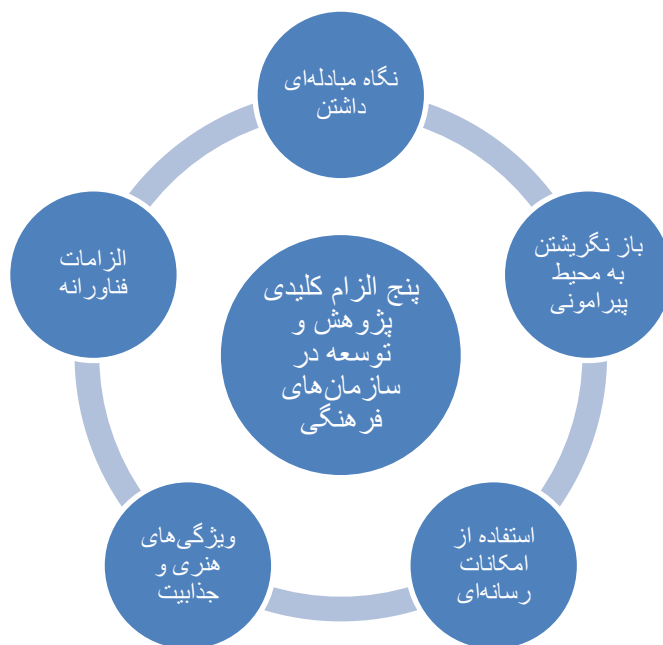 نگاه مبادله‌ای
داشتن
باز نگریشتن
به محیط
پیرامونی
الزامات
فناورانه
پنج الزام کلیدی
پژوهش و
توسعه در
سازمان‌های
فرهنگی
استفاده از
امکانات
رسانه‌ای
ویژگی‌های
هنری و
جذابیت